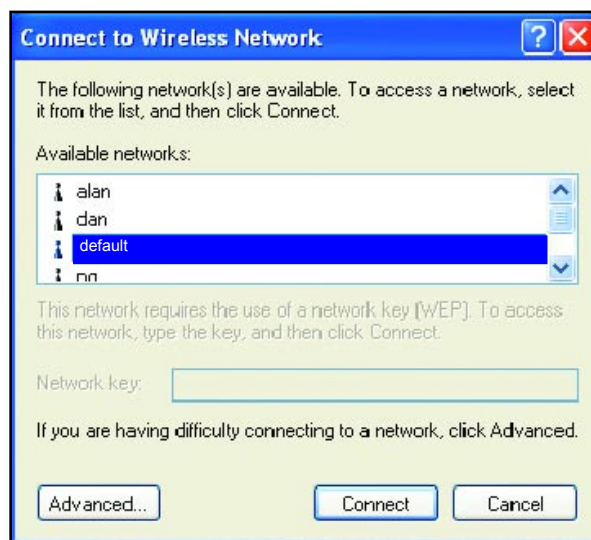 Connect to Wireless Network
The following network(s) are available. To access a network, select
it from the list, and then click Connect.
Available networks:
alan
dan
default
This network requires the use of a network key (WEP). To access
this network, type the key, and then click Connect.
Network key:
If you are having difficulty connecting to a network, click Advanced.
Advanced...
Connect
Cancel